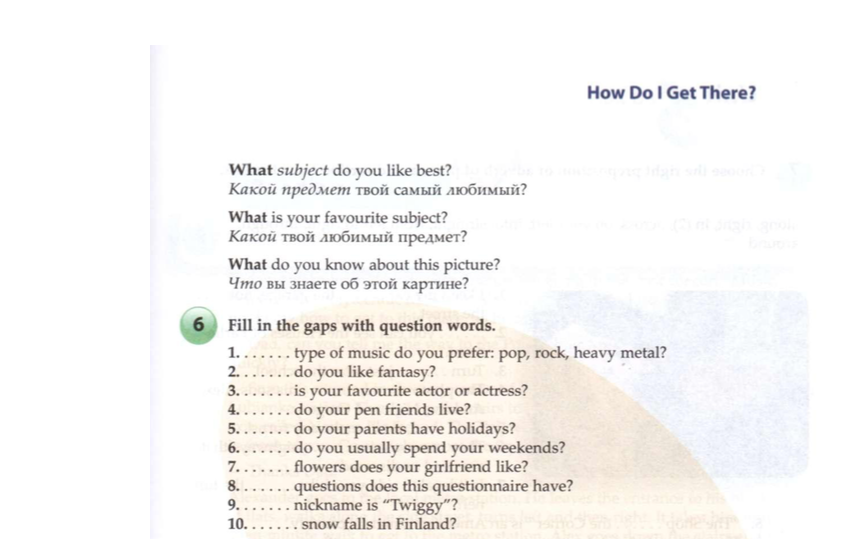 How Do I Get There?
What subject do you like best?
Какой предмет твой самый любимый?
What is your favourite subject?
Какой твой любимый предмет?
What do you know about this picture?
Что вы знаете об этой картине?
6 Fill in the gaps with question words.
1. . . . . . . type of music do you prefer: pop, rock, heavy metal?
2. . . . . . . do you like fantasy?
3. . . . . . . is your favourite actor or actress?
4. . . . . . . do your pen friends live?
5. . . . . . . do your parents have holidays?
6. . . . . . . do you usually spend your weekends?
7. . . . . . . flowers does your girlfriend like?
8. . . . . . . questions does this questionnaire have?
9. . . . . . . nickname is “Twiggy”?
10. . . . . . . snow falls in Finland?